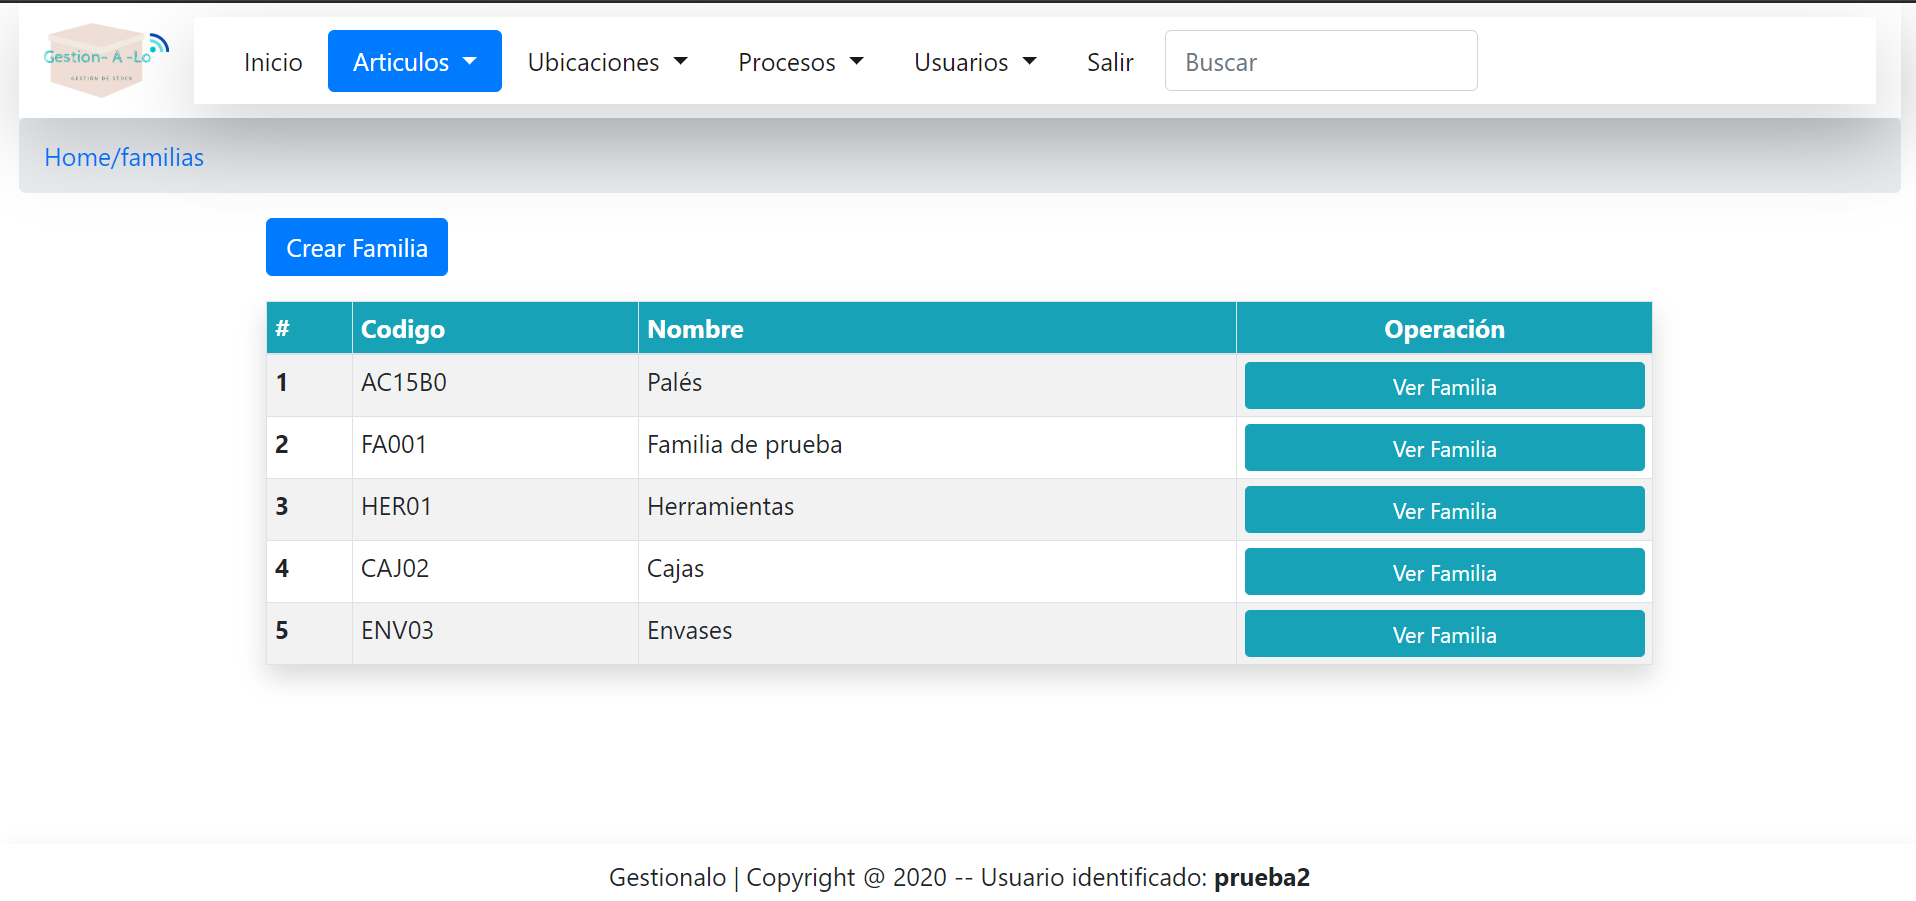 Gestion- A -Lo
GESTIÓN DE STOCK
Inicio Articulos Ubicaciones Procesos Usuarios Salir Buscar
Home/familias
Crear Familia
# Codigo Nombre Operación
1 AC15B0 Palés Ver Familia
2 FA001 Familia de prueba Ver Familia
3 HER01 Herramientas Ver Familia
4 CAJ02 Cajas Ver Familia
5 ENV03 Envases Ver Familia
Gestionalo | Copyright @ 2020 -- Usuario identificado: prueba2